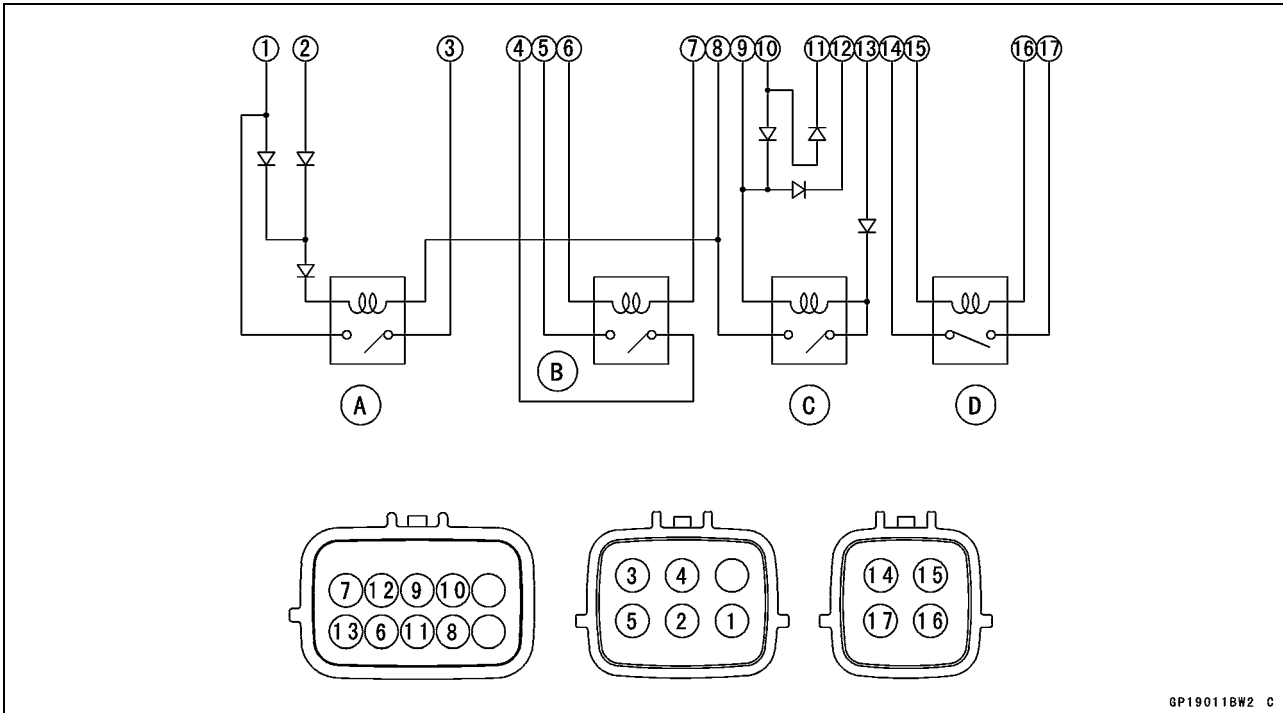 ① ② ③ ④ ⑤ ⑥ ⑦ ⑧ ⑨ ⑩ ⑪ ⑫ ⑬ ⑭ ⑮ ⑯ ⑰
Ⓐ Ⓑ Ⓒ Ⓓ
⑦ ⑫ ⑨ ⑩ ③ ④ ⑭ ⑮
⑬ ⑥ ⑪ ⑧ ⑤ ② ① ⑰ ⑯
GP19011BW2 C